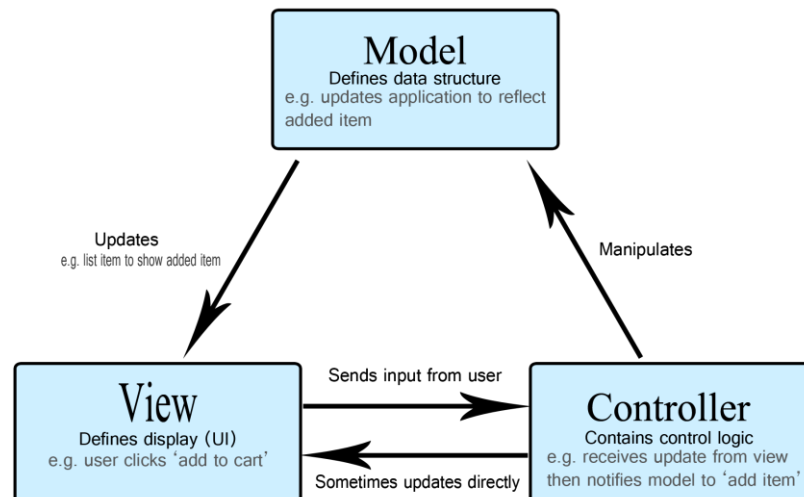 Model
Defines data structure
e.g. updates application to reflect
added item
Updates
e.g. list item to show added item
Manipulates
View
Defines display (UI)
e.g. user clicks ‘add to cart’
Sends input from user
Sometimes updates directly
Controller
Contains control logic
e.g. receives update from view
then notifies model to ‘add item’